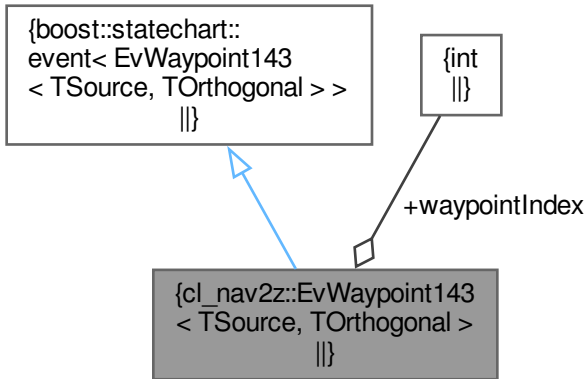 {boost::statechart::
event< EvWaypoint143
< TSource, TOrthogonal > >
||}
{int
||}
+waypointIndex
{cl_nav2z::EvWaypoint143
< TSource, TOrthogonal >
||}